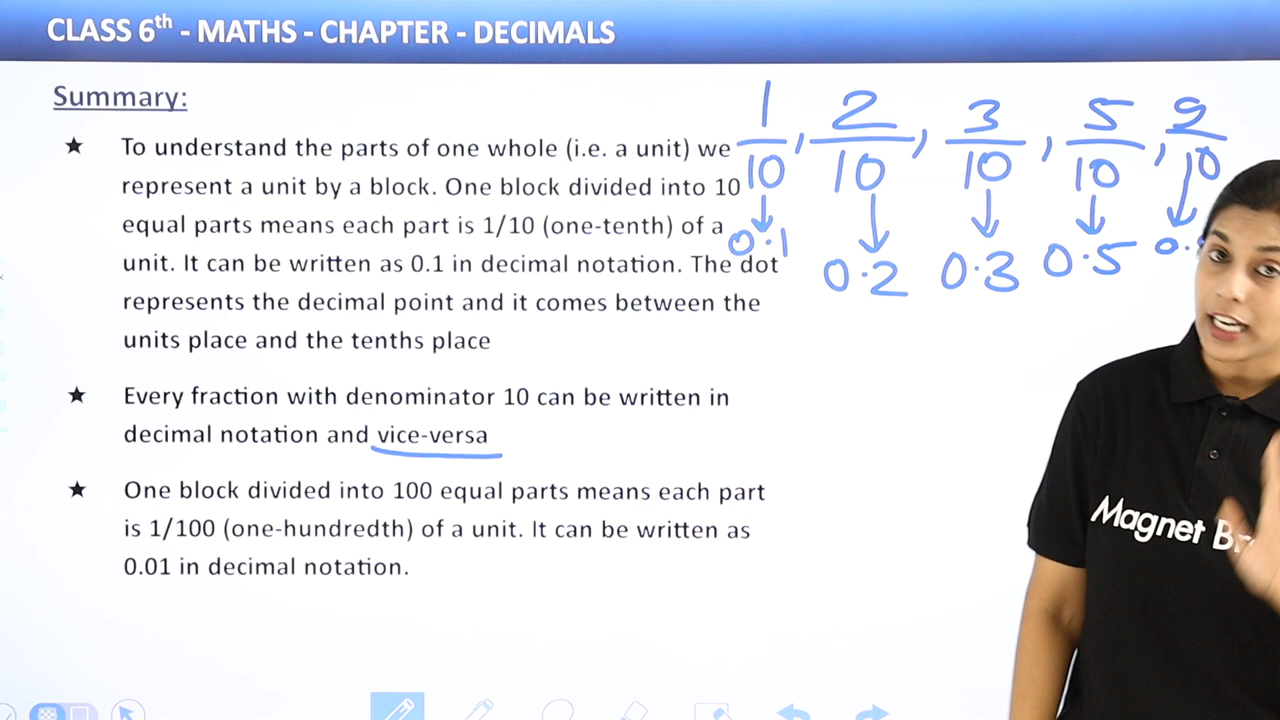 CLASS 6th - MATHS - CHAPTER - DECIMALS
Summary:
★ To understand the parts of one whole (i.e. a unit) we
represent a unit by a block. One block divided into 10
equal parts means each part is 1/10 (one-tenth) of a
unit. It can be written as 0.1 in decimal notation. The dot
represents the decimal point and it comes between the
units place and the tenths place
★ Every fraction with denominator 10 can be written in
decimal notation and vice-versa
★ One block divided into 100 equal parts means each part
is 1/100 (one-hundredth) of a unit. It can be written as
0.01 in decimal notation.
1/10, 2/10, 3/10, 5/10, 9/10
↓ ↓ ↓ ↓ ↓
0.1 0.2 0.3 0.5 0.
Magnet